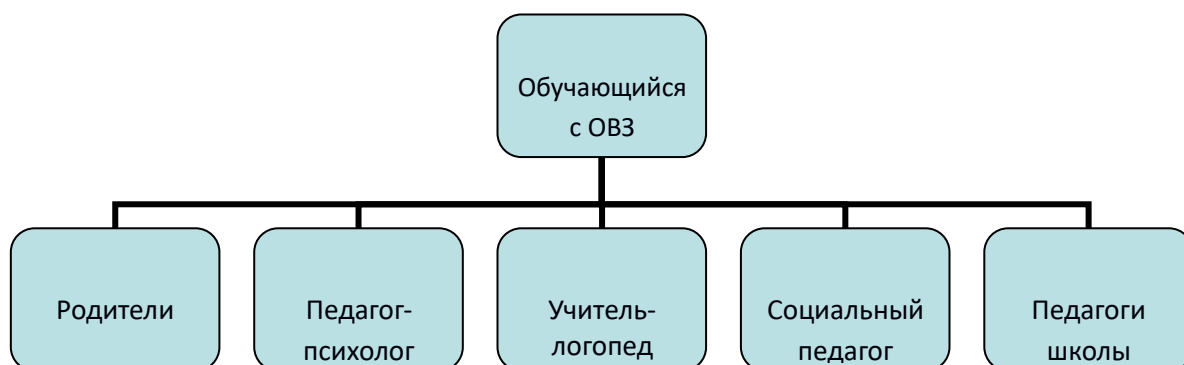 Обучающийся
с ОВЗ
Родители
Педагог-
психолог
Учитель-
логопед
Социальный
педагог
Педагоги
школы